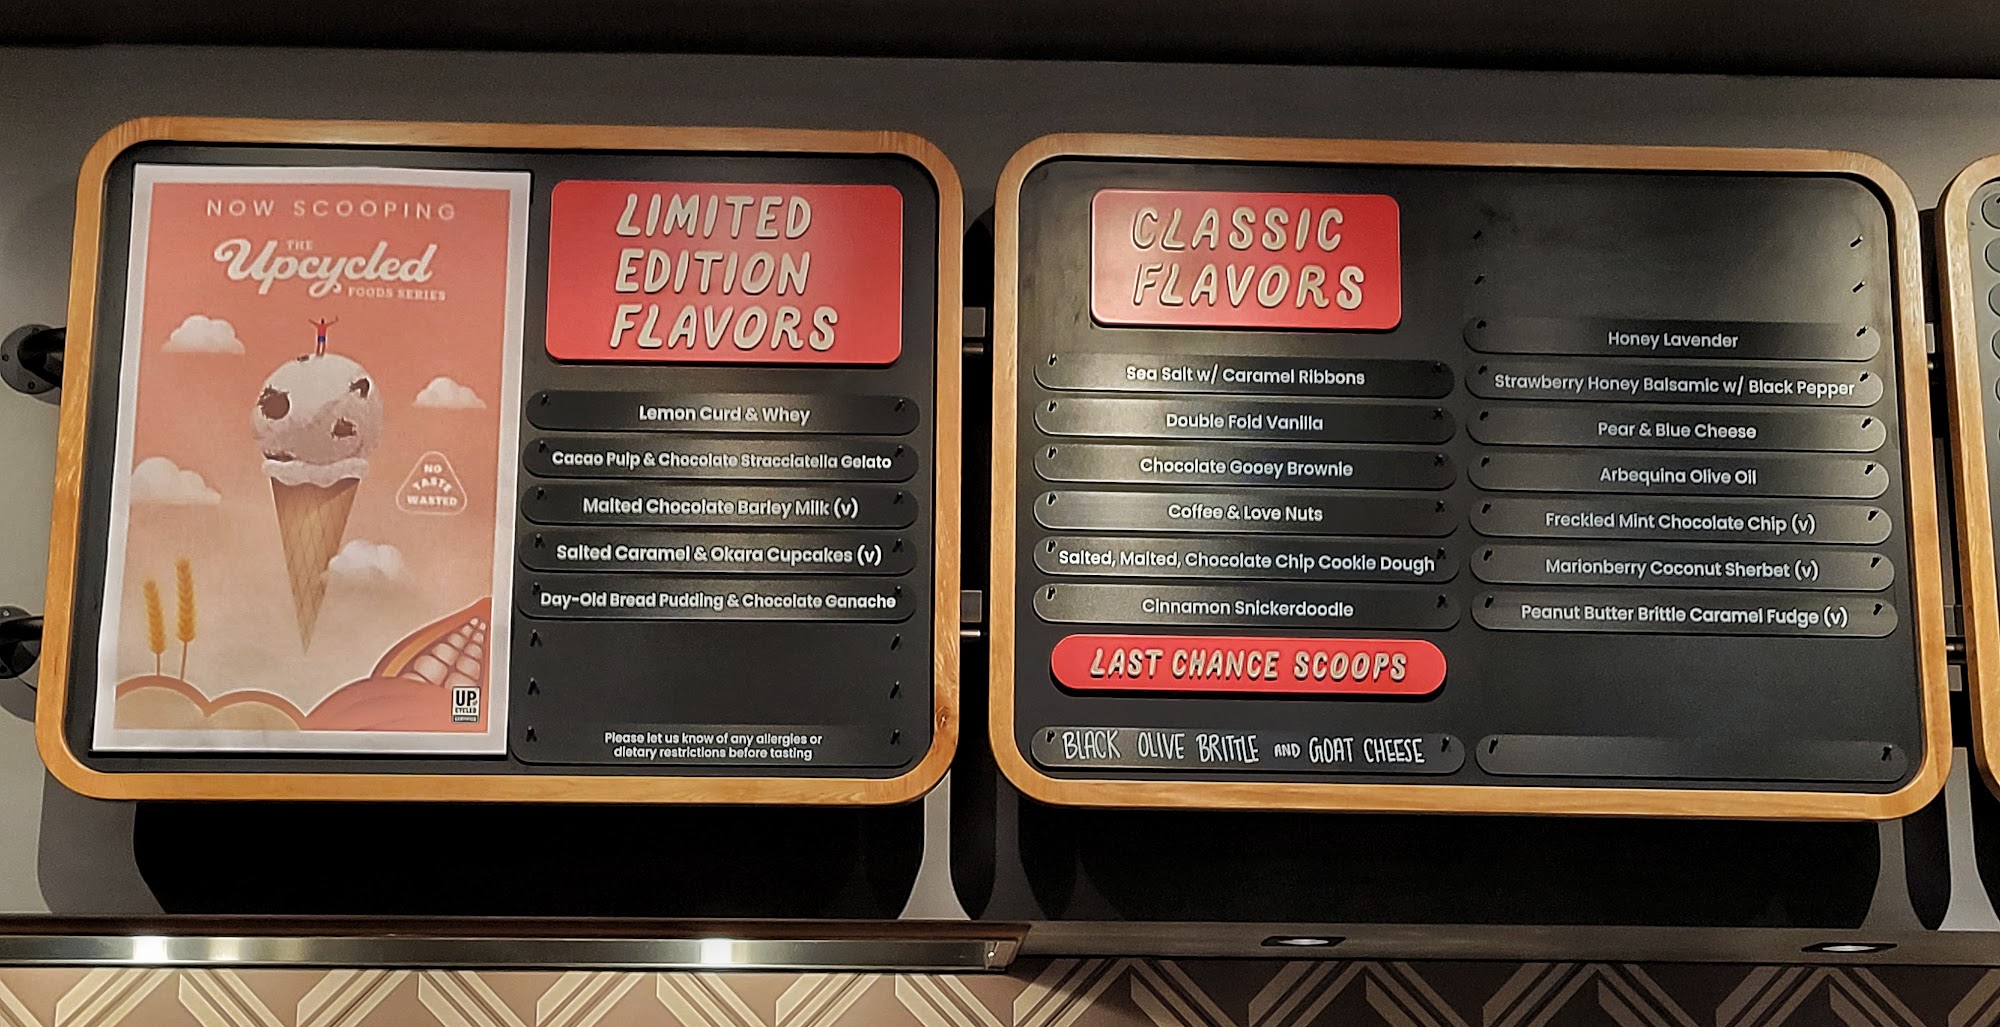 NOW SCOOPING
THE
Upcycled
FOODS SERIES
NO
TASTE
WASTED
UP
CYCLED
LIMITED
EDITION
FLAVORS
Lemon Curd & Whey
Cacao Pulp & Chocolate Stracciatella Gelato
Malted Chocolate Barley Milk (v)
Salted Caramel & Okara Cupcakes (v)
Day-Old Bread Pudding & Chocolate Ganache
Please let us know of any allergies or
dietary restrictions before tasting
CLASSIC
FLAVORS
Sea Salt w/ Caramel Ribbons
Double Fold Vanilla
Chocolate Gooey Brownie
Coffee & Love Nuts
Salted, Malted, Chocolate Chip Cookie Dough
Cinnamon Snickerdoodle
LAST CHANCE SCOOPS
BLACK OLIVE BRITTLE AND GOAT CHEESE
Honey Lavender
Strawberry Honey Balsamic w/ Black Pepper
Pear & Blue Cheese
Arbequina Olive Oil
Freckled Mint Chocolate Chip (v)
Marionberry Coconut Sherbet (v)
Peanut Butter Brittle Caramel Fudge (v)